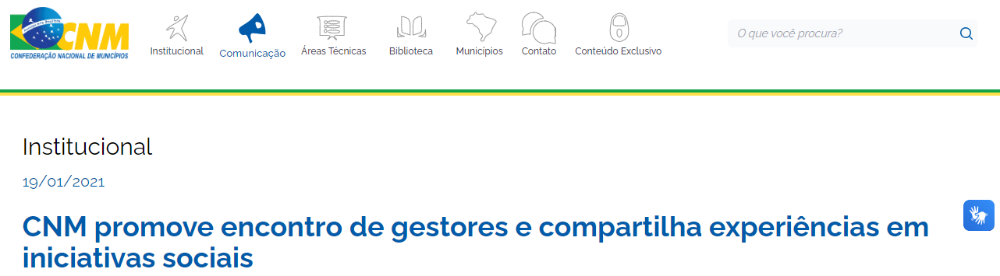 CNM
CONFEDERAÇÃO NACIONAL DE MUNICÍPIOS
Institucional
Comunicação
Áreas Técnicas
Biblioteca
Municípios
Contato
Conteúdo Exclusivo
O que você procura?
Institucional
19/01/2021
CNM promove encontro de gestores e compartilha experiências em
iniciativas sociais